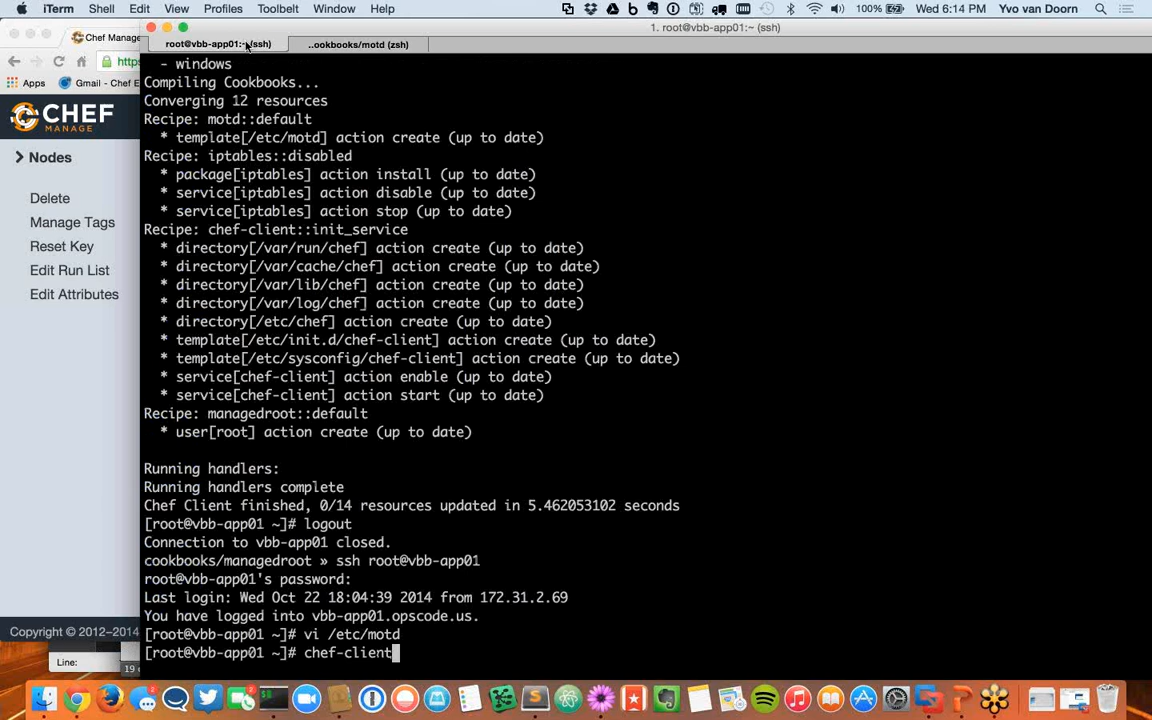 iTerm Shell Edit View Profiles Toolbelt Window Help 100% Wed 6:14 PM Yvo van Doorn
1. root@vbb-app01:~ (ssh)
Chef Manage
root@vbb-app01:~ (ssh)
..ookbooks/motd (zsh)
https
Apps Gmail - Chef E
CHEF
MANAGE
Nodes
Delete
Manage Tags
Reset Key
Edit Run List
Edit Attributes
Copyright © 2012–2014
Line:
19 c
- windows
Compiling Cookbooks...
Converging 12 resources
Recipe: motd::default
* template[/etc/motd] action create (up to date)
Recipe: iptables::disabled
* package[iptables] action install (up to date)
* service[iptables] action disable (up to date)
* service[iptables] action stop (up to date)
Recipe: chef-client::init_service
* directory[/var/run/chef] action create (up to date)
* directory[/var/cache/chef] action create (up to date)
* directory[/var/lib/chef] action create (up to date)
* directory[/var/log/chef] action create (up to date)
* directory[/etc/chef] action create (up to date)
* template[/etc/init.d/chef-client] action create (up to date)
* template[/etc/sysconfig/chef-client] action create (up to date)
* service[chef-client] action enable (up to date)
* service[chef-client] action start (up to date)
Recipe: managedroot::default
* user[root] action create (up to date)
Running handlers:
Running handlers complete
Chef Client finished, 0/14 resources updated in 5.462053102 seconds
[root@vbb-app01 ~]# logout
Connection to vbb-app01 closed.
cookbooks/managedroot » ssh root@vbb-app01
root@vbb-app01's password:
Last login: Wed Oct 22 18:04:39 2014 from 172.31.2.69
You have logged into vbb-app01.opscode.us.
[root@vbb-app01 ~]# vi /etc/motd
[root@vbb-app01 ~]# chef-client